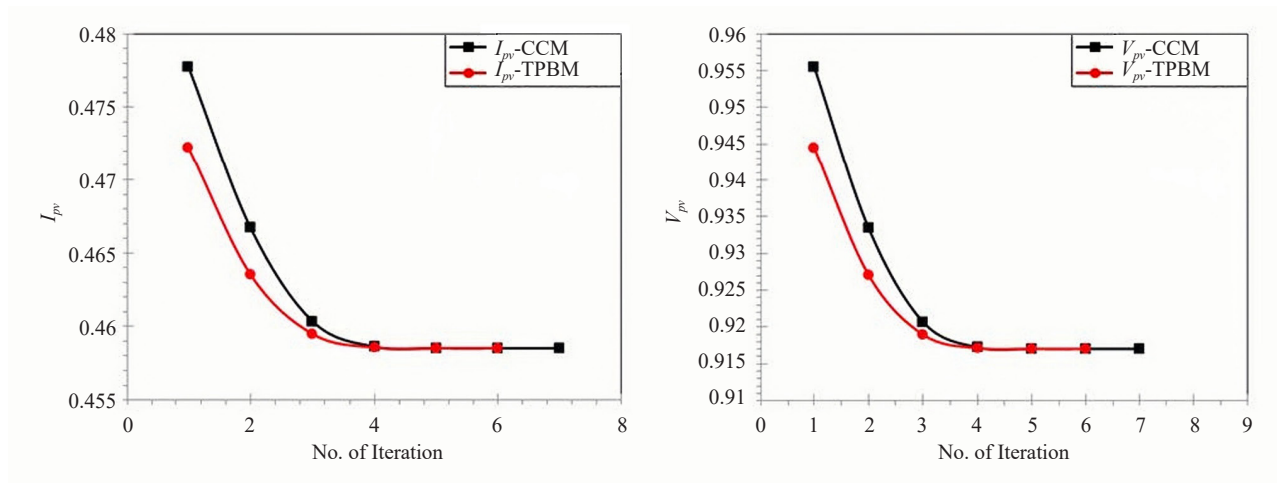 0.48
0.475
0.47
0.465
0.46
0.455
I_pv
0 2 4 6 8
No. of Iteration
I_pv-CCM
I_pv-TPBM
0.96
0.955
0.95
0.945
0.94
0.935
0.93
0.925
0.92
0.915
0.91
V_pv
0 1 2 3 4 5 6 7 8 9
No. of Iteration
V_pv-CCM
V_pv-TPBM